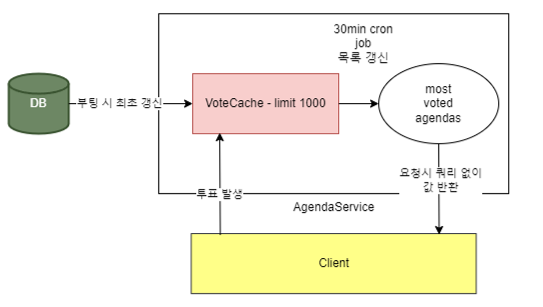 30min cron
job
목록 갱신
DB
부팅 시 최초 갱신
VoteCache - limit 1000
most
voted
agendas
투표 발생
요청시 쿼리 없이
값 반환
AgendaService
Client